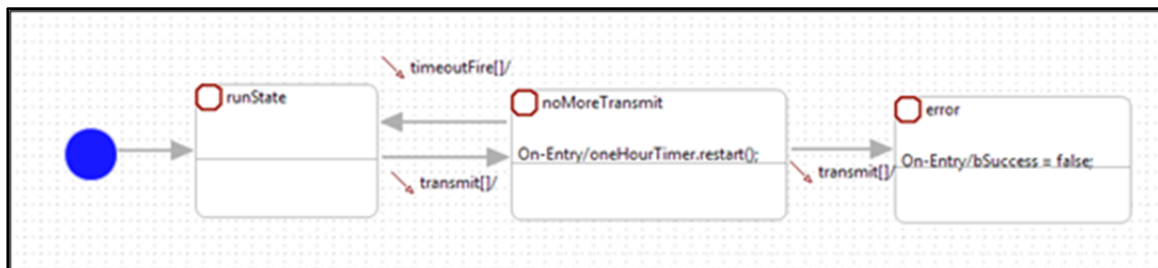 timeoutFire[]/
runState
noMoreTransmit
error
On-Entry/oneHourTimer.restart();
On-Entry/bSuccess = false;
transmit[]/
transmit[]/